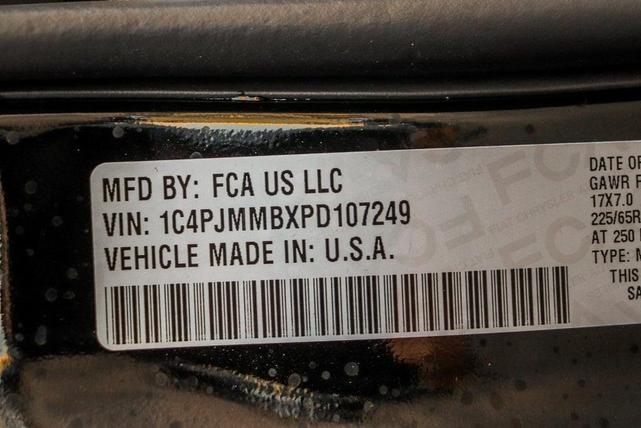 MFD BY: FCA US LLC
VIN: 1C4PJMMBXPD107249
VEHICLE MADE IN: U.S.A.
DATE OF
GAWR F
17X7.0
225/65R
AT 250
TYPE:
THIS
SA